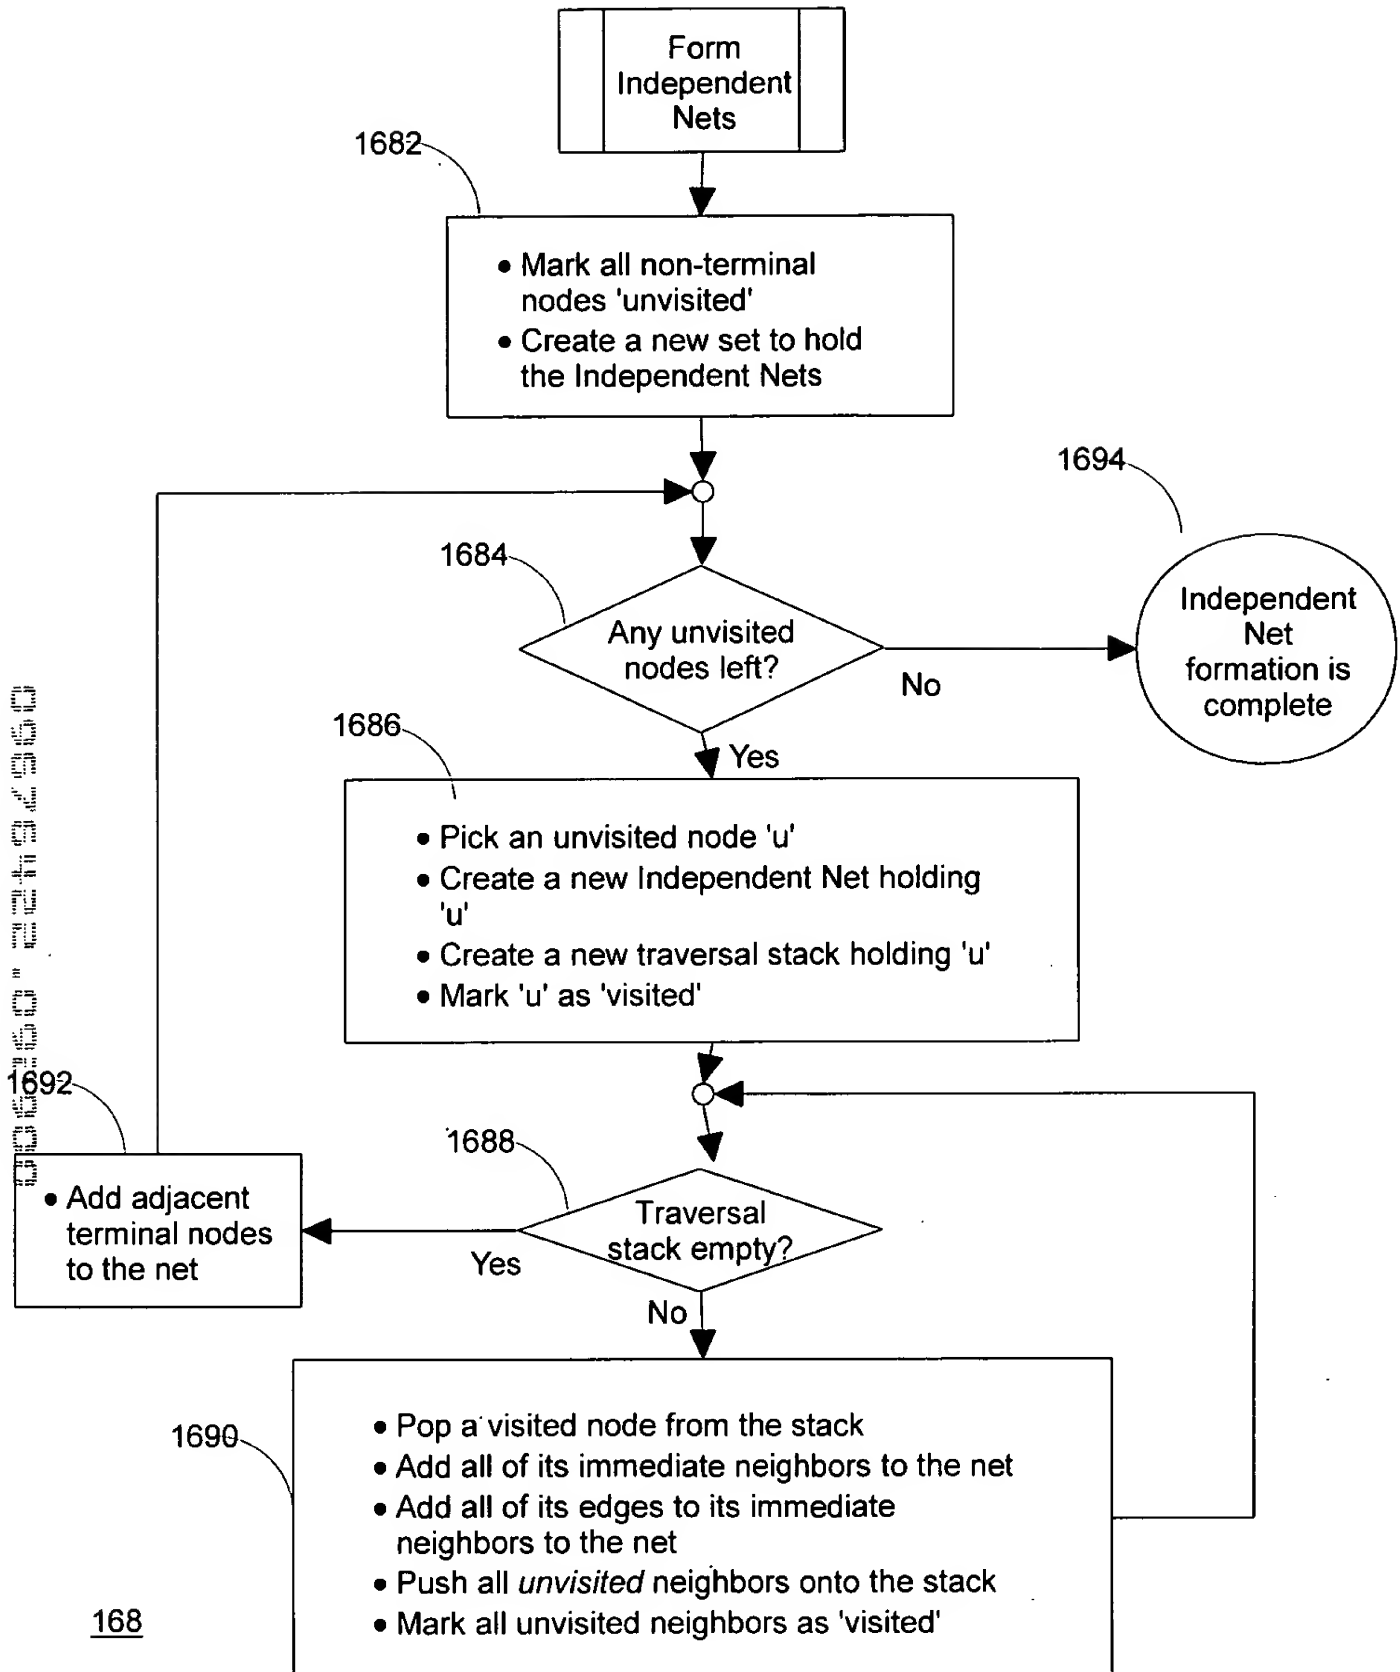 Form
Independent
Nets
1682
• Mark all non-terminal
nodes 'unvisited'
• Create a new set to hold
the Independent Nets
1694
1684
Any unvisited
nodes left?
No
Independent
Net
formation is
complete
1686
Yes
• Pick an unvisited node 'u'
• Create a new Independent Net holding
'u'
• Create a new traversal stack holding 'u'
• Mark 'u' as 'visited'
1692
1688
• Add adjacent
terminal nodes
to the net
Traversal
stack empty?
Yes
No
1690
• Pop a visited node from the stack
• Add all of its immediate neighbors to the net
• Add all of its edges to its immediate
neighbors to the net
• Push all unvisited neighbors onto the stack
• Mark all unvisited neighbors as 'visited'
168